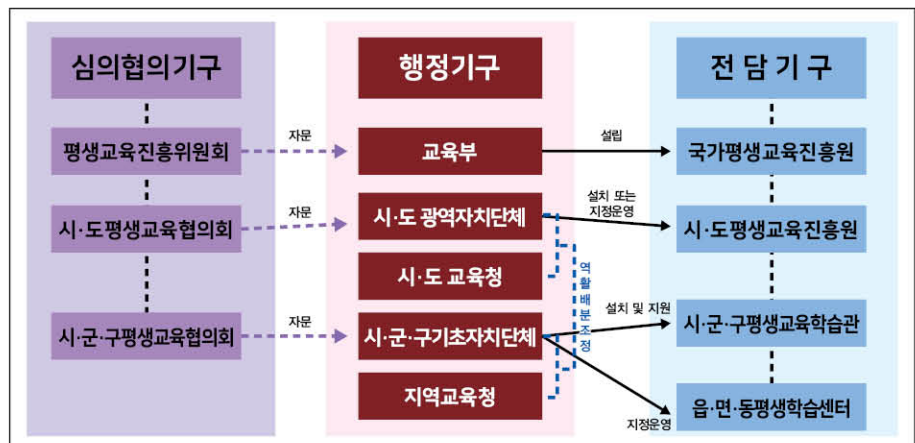 심의협의기구
행정기구
전담기구
평생교육진흥위원회
자문
교육부
설립
국가평생교육진흥원
시·도평생교육협의회
자문
시·도 광역자치단체
설치 또는
지정운영
시·도평생교육진흥원
시·도 교육청
역활배분조정
시·군·구평생교육협의회
자문
시·군·구기초자치단체
설치 및 지원
시·군·구평생교육학습관
지역교육청
지정운영
읍·면·동평생학습센터